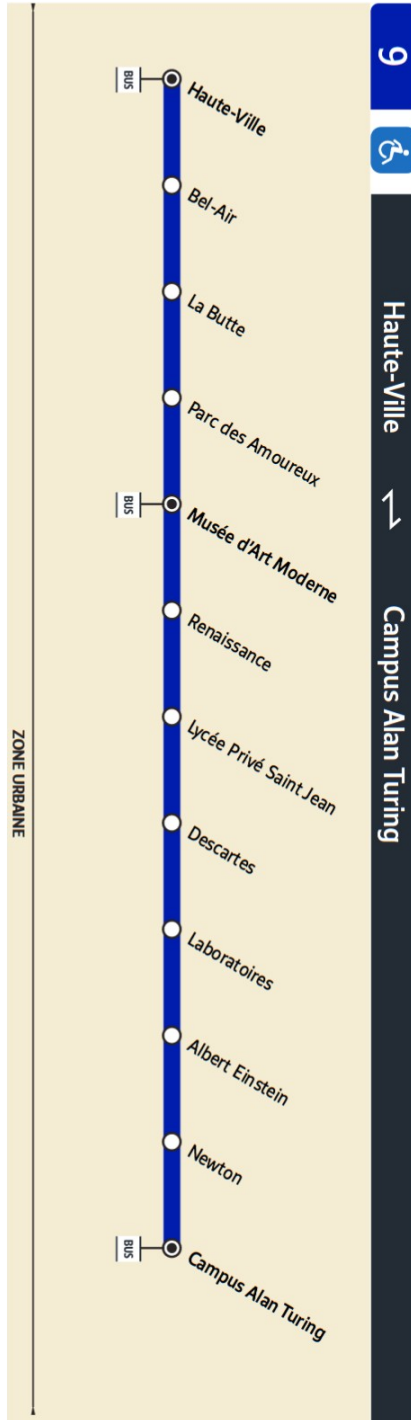 9
Haute-Ville ⇌ Campus Alan Turing
Haute-Ville
Bel-Air
La Butte
Parc des Amoureux
Musée d'Art Moderne
Renaissance
Lycée Privé Saint Jean
Descartes
Laboratoires
Albert Einstein
Newton
Campus Alan Turing
BUS
BUS
BUS
ZONE URBAINE